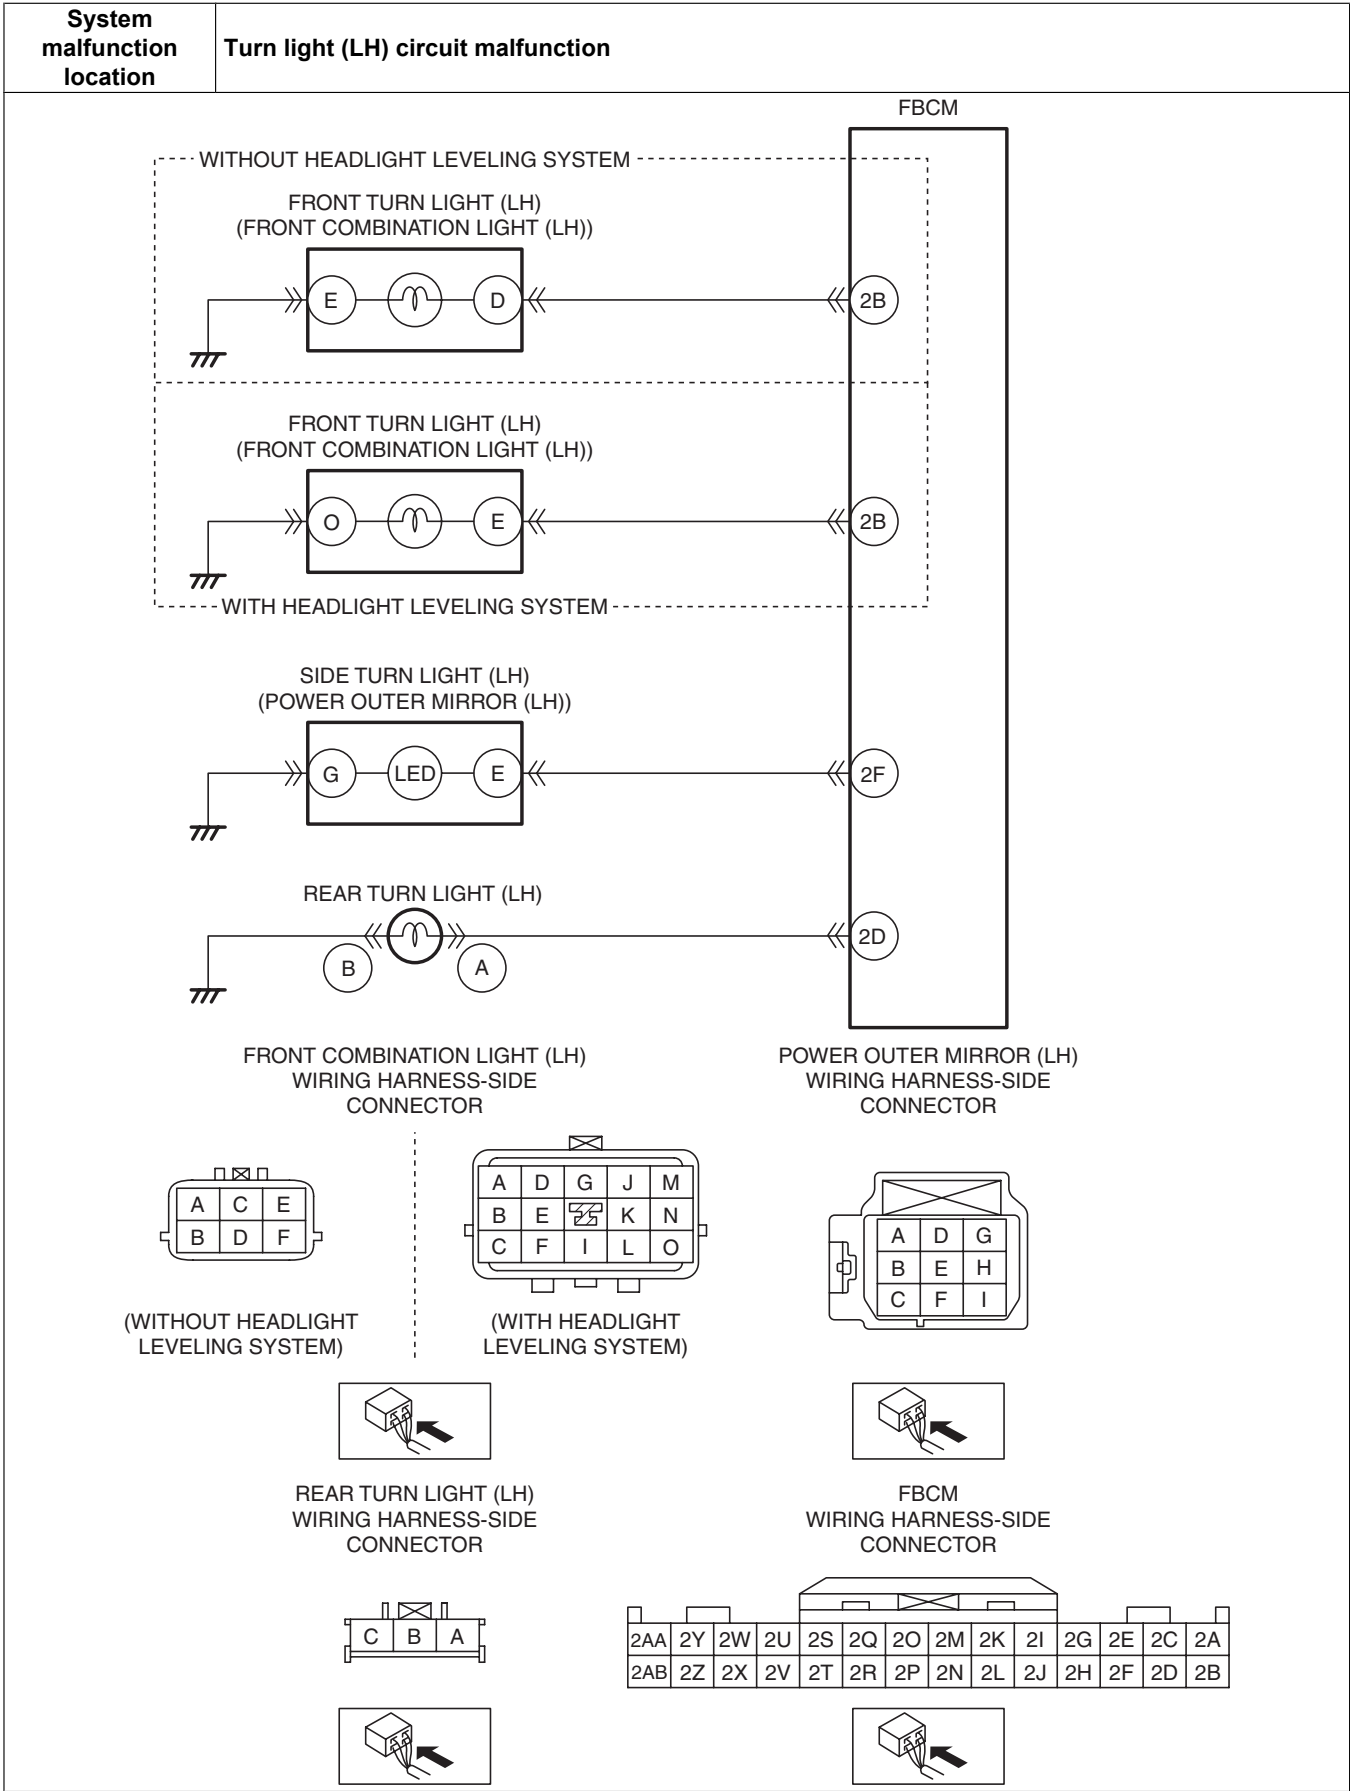 System
malfunction
location
Turn light (LH) circuit malfunction
FBCM
WITHOUT HEADLIGHT LEVELING SYSTEM
FRONT TURN LIGHT (LH)
(FRONT COMBINATION LIGHT (LH))
E D 2B
FRONT TURN LIGHT (LH)
(FRONT COMBINATION LIGHT (LH))
O E 2B
WITH HEADLIGHT LEVELING SYSTEM
SIDE TURN LIGHT (LH)
(POWER OUTER MIRROR (LH))
G LED E 2F
REAR TURN LIGHT (LH)
2D
B A
FRONT COMBINATION LIGHT (LH)
WIRING HARNESS-SIDE
CONNECTOR
A C E
B D F
(WITHOUT HEADLIGHT
LEVELING SYSTEM)
A D G J M
B E K N
C F I L O
(WITH HEADLIGHT
LEVELING SYSTEM)
POWER OUTER MIRROR (LH)
WIRING HARNESS-SIDE
CONNECTOR
A D G
B E H
C F I
REAR TURN LIGHT (LH)
WIRING HARNESS-SIDE
CONNECTOR
C B A
FBCM
WIRING HARNESS-SIDE
CONNECTOR
2AA 2Y 2W 2U 2S 2Q 2O 2M 2K 2I 2G 2E 2C 2A
2AB 2Z 2X 2V 2T 2R 2P 2N 2L 2J 2H 2F 2D 2B